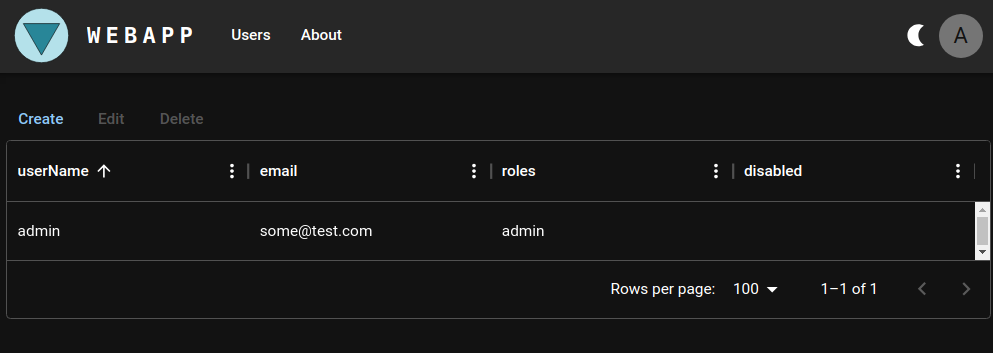 WEBAPP Users About A
Create Edit Delete
userName email roles disabled
admin some@test.com admin
Rows per page: 100 1–1 of 1